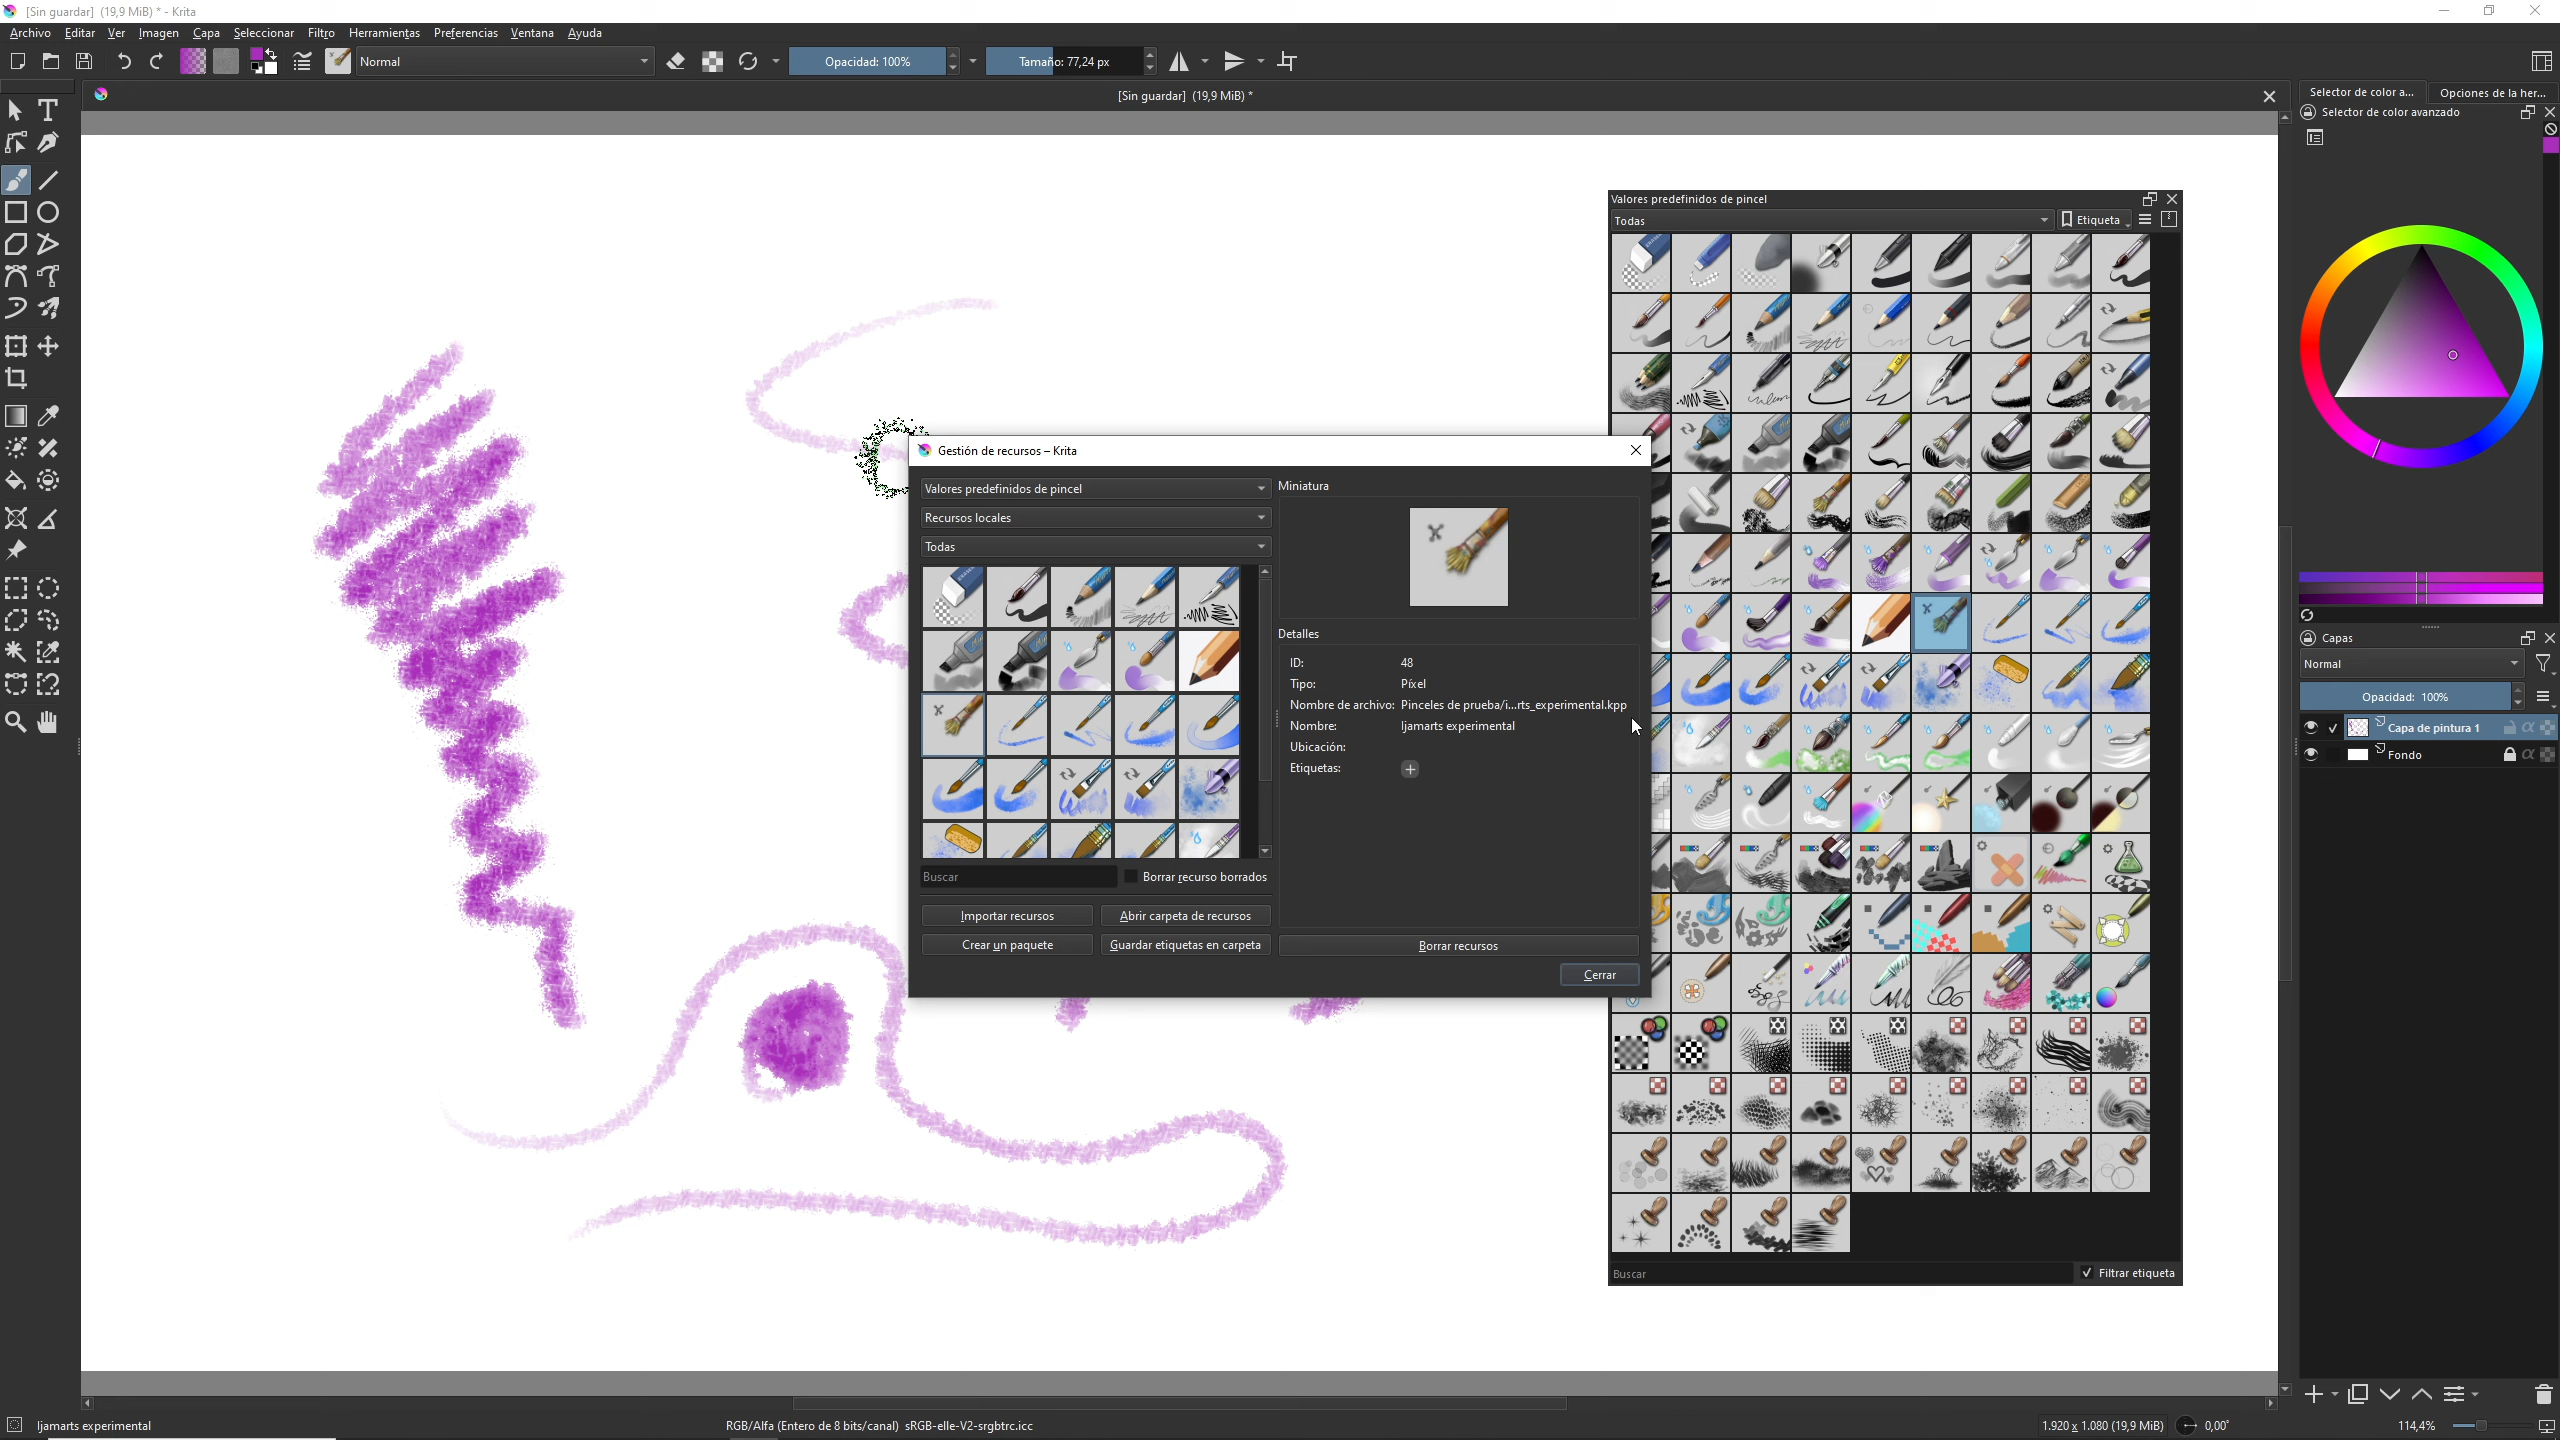 [Sin guardar] (19,9 MiB) * - Krita
Archivo Editar Ver Imagen Capa Seleccionar Filtro Herramientas Preferencias Ventana Ayuda
Normal
Opacidad: 100%
Tamaño: 77,24 px
[Sin guardar] (19,9 MiB) *
Selector de color a...
Opciones de la her...
Selector de color avanzado
Valores predefinidos de pincel
Todas
Etiqueta
Gestión de recursos – Krita
Valores predefinidos de pincel
Recursos locales
Todas
Buscar
Borrar recurso borrados
Importar recursos
Abrir carpeta de recursos
Crear un paquete
Guardar etiquetas en carpeta
Miniatura
Detalles
ID: 48
Tipo: Píxel
Nombre de archivo: Pinceles de prueba/i...rts_experimental.kpp
Nombre: Ijamarts experimental
Ubicación:
Etiquetas:
Borrar recursos
Cerrar
Buscar
Filtrar etiqueta
Capas
Normal
Opacidad: 100%
Capa de pintura 1
Fondo
Ijamarts experimental
RGB/Alfa (Entero de 8 bits/canal) sRGB-elle-V2-srgbtrc.icc
1.920 x 1.080 (19,9 MiB)
0,00°
114,4%